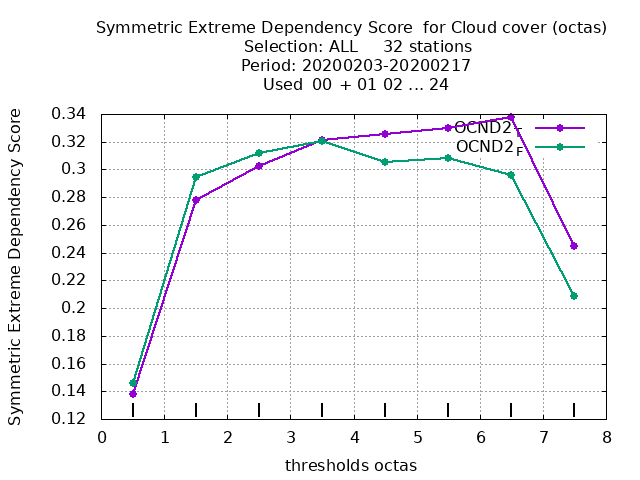 Symmetric Extreme Dependency Score  for Cloud cover (octas)
Selection: ALL     32 stations
Period: 20200203-20200217
Used  00 + 01 02 ... 24
Symmetric Extreme Dependency Score
0.34
0.32
0.3
0.28
0.26
0.24
0.22
0.2
0.18
0.16
0.14
0.12
OCND2_T
OCND2_F
0 1 2 3 4 5 6 7 8
thresholds octas